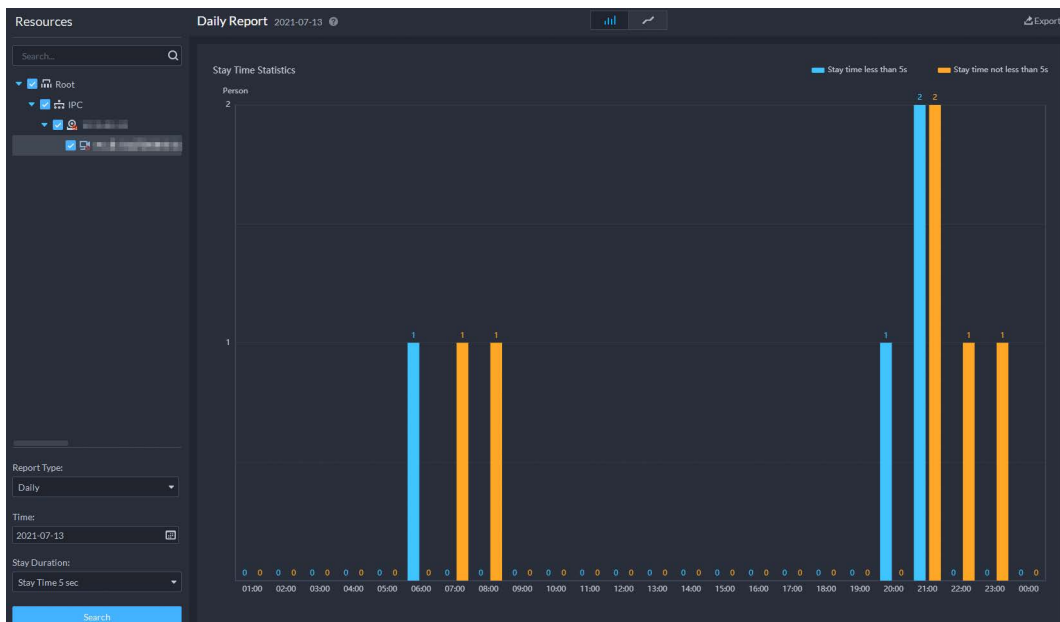 Resources
Daily Report 2021-07-13
Export
Search...
Root
IPC
Report Type:
Daily
Time:
2021-07-13
Stay Duration:
Stay Time 5 sec
Search
Stay Time Statistics
Stay time less than 5s
Stay time not less than 5s
Person
2
2 2
1
1 1 1 1 1 1
0 0 0 0 0 0 0 0 0 0 0 0 0 0 0 0 0 0 0 0 0 0 0 0 0 0 0 0 0 0 0 0 0 0 0 0 0 0 0 0
01:00 02:00 03:00 04:00 05:00 06:00 07:00 08:00 09:00 10:00 11:00 12:00 13:00 14:00 15:00 16:00 17:00 18:00 19:00 20:00 21:00 22:00 23:00 00:00